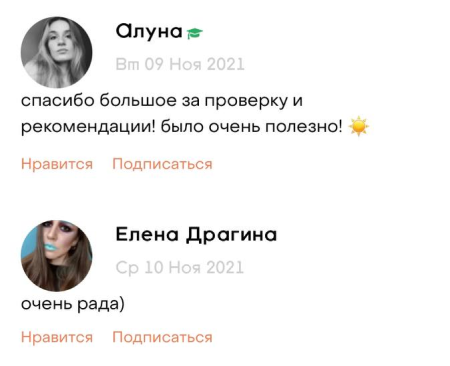 Алуна
Вт 09 Ноя 2021
спасибо большое за проверку и
рекомендации! было очень полезно! ☀️
Нравится Подписаться
Елена Драгина
Ср 10 Ноя 2021
очень рада)
Нравится Подписаться